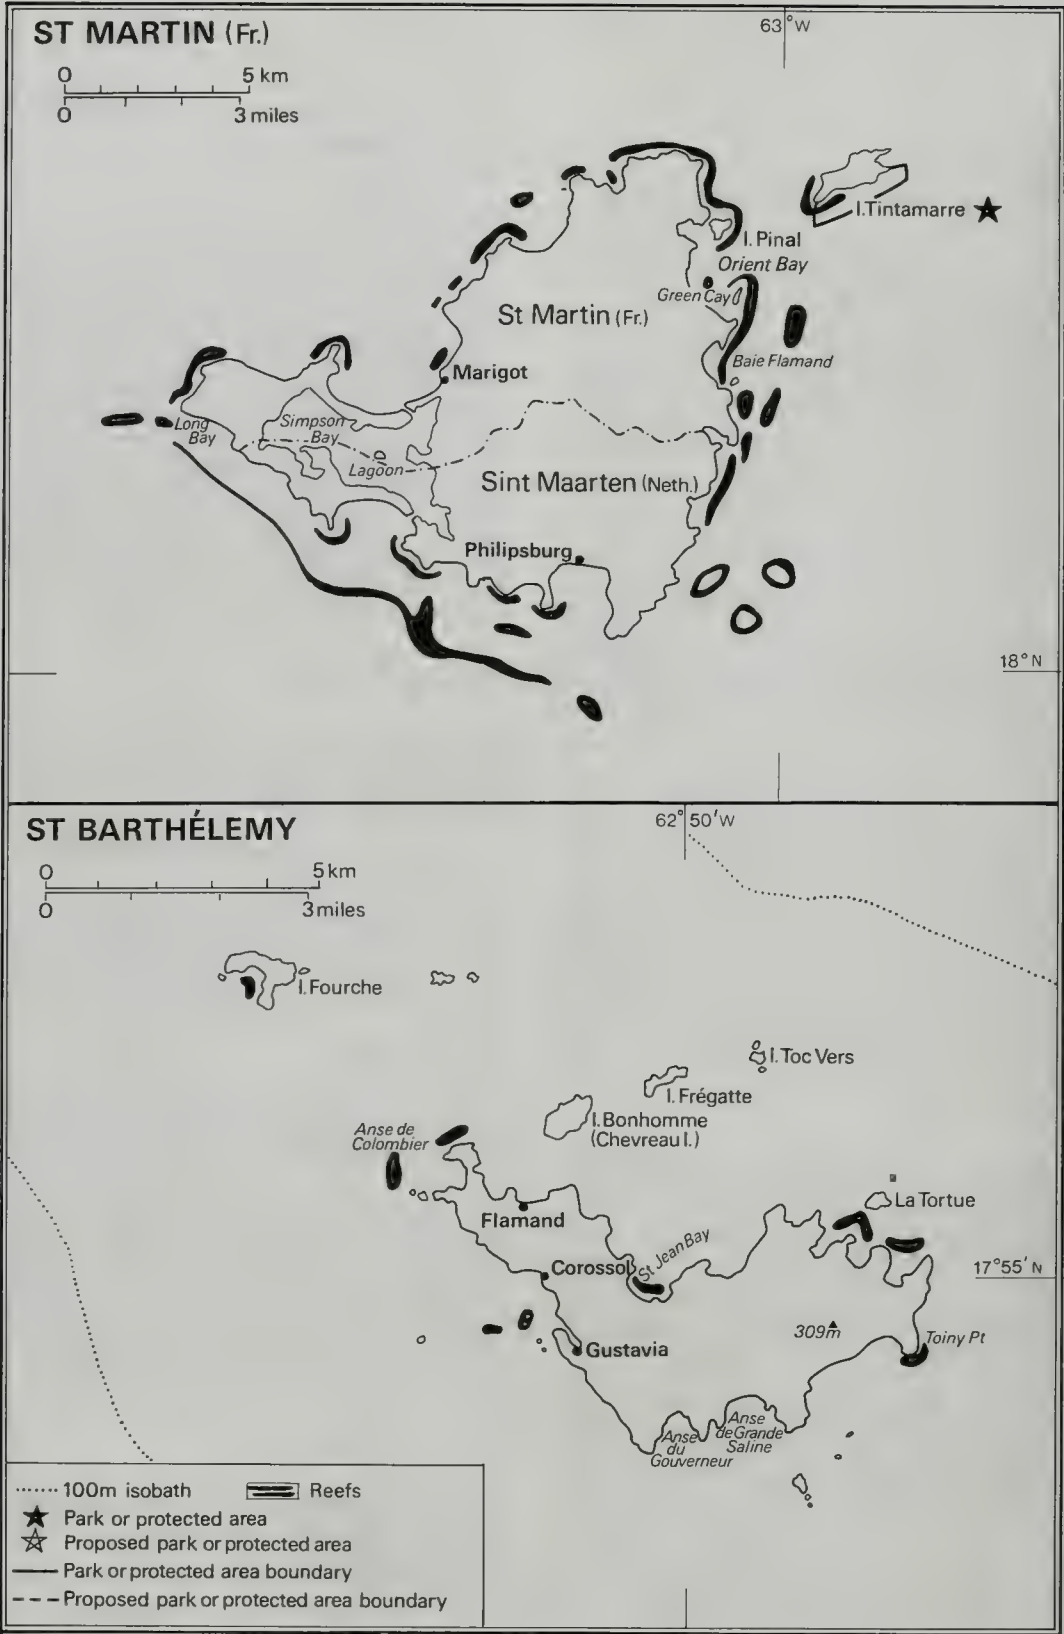 ST MARTIN (Fr.)
63°W
0 5 km
0 3 miles
I. Tintamarre
I. Pinal
Orient Bay
Green Cay
St Martin (Fr.)
Baie Flamand
Marigot
Long
Bay
Simpson
Bay
Lagoon
Sint Maarten (Neth.)
Philipsburg
18° N
ST BARTHÉLEMY
62° 50′W
0 5 km
0 3 miles
I. Fourche
I. Toc Vers
I. Frégatte
I. Bonhomme
(Chevreau I.)
Anse de
Colombier
La Tortue
Flamand
St Jean Bay
Corossol
17°55′ N
309m
Toiny Pt
Gustavia
Anse
de Grande
Saline
Anse
du
Gouverneur
100m isobath Reefs
Park or protected area
Proposed park or protected area
Park or protected area boundary
Proposed park or protected area boundary